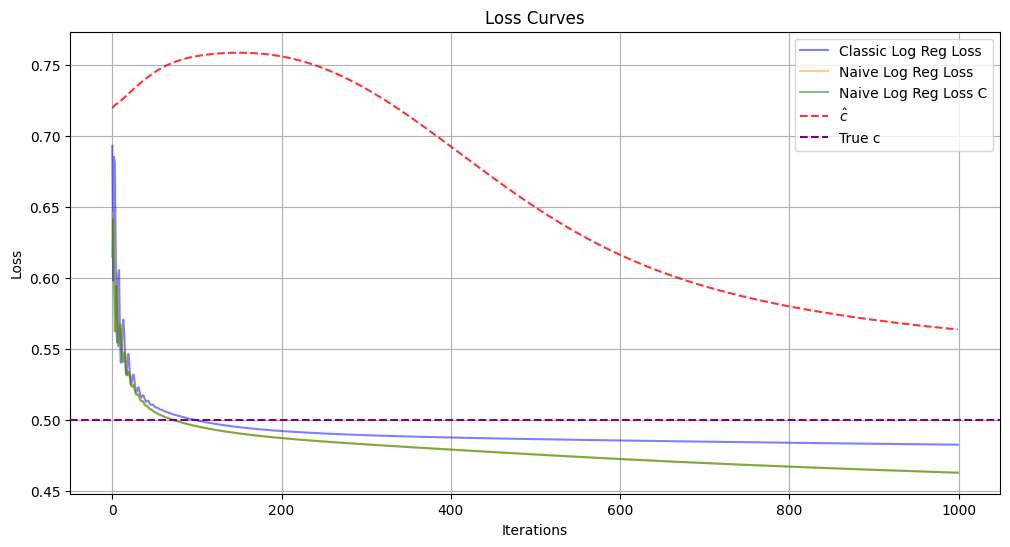 Loss Curves
Loss
0.75
0.70
0.65
0.60
0.55
0.50
0.45
Classic Log Reg Loss
Naive Log Reg Loss
Naive Log Reg Loss C
ĉ
True c
0 200 400 600 800 1000
Iterations